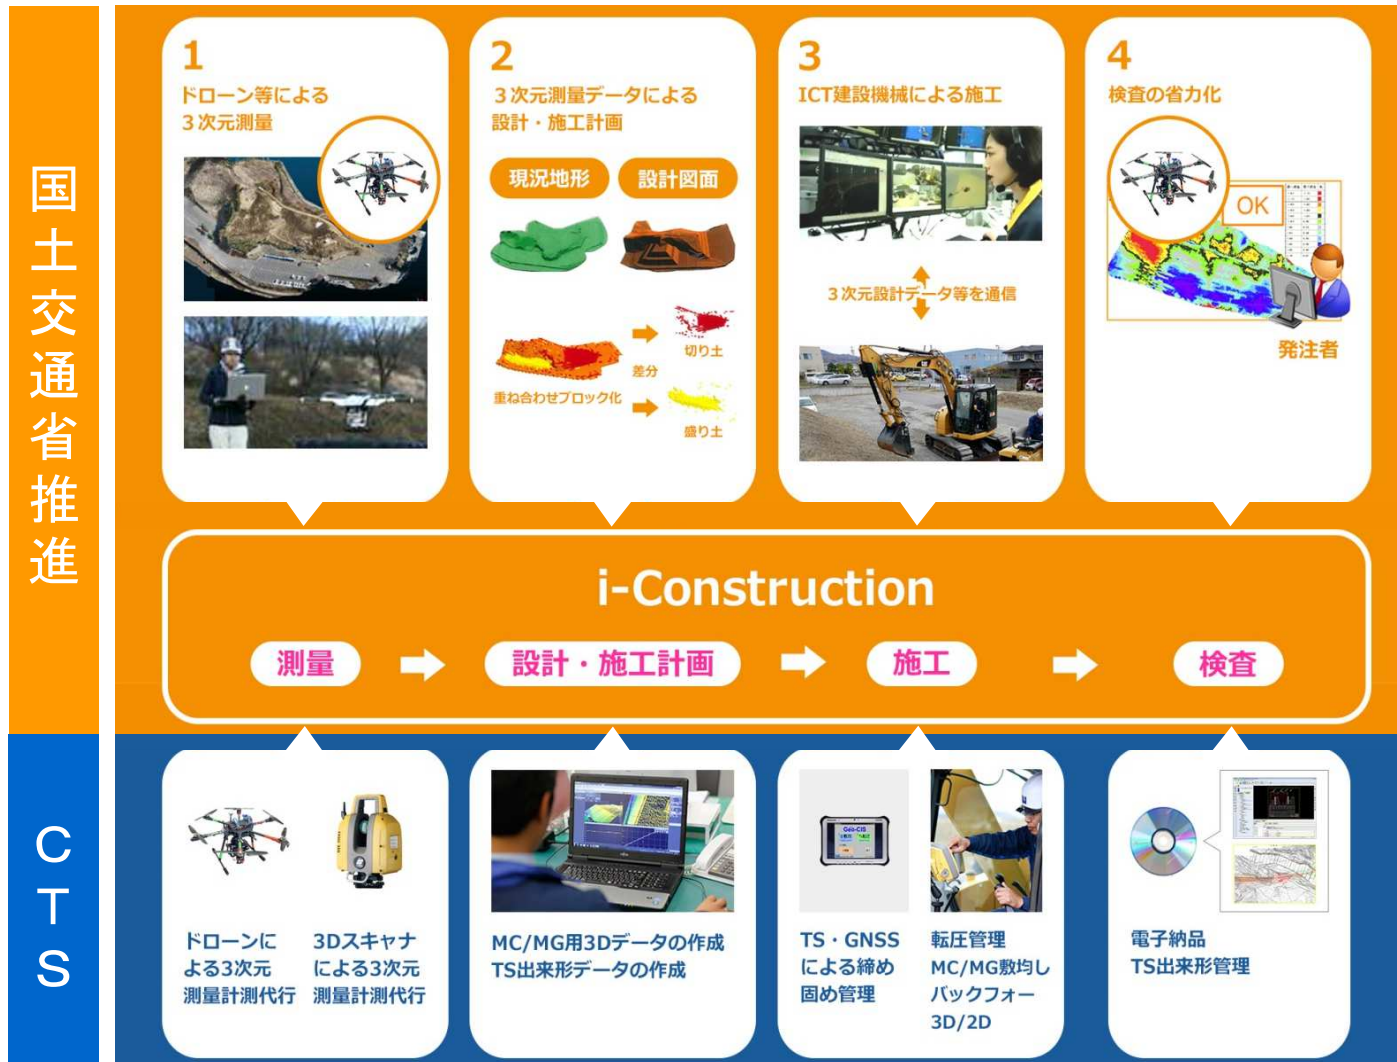 国土交通省推進
1
ドローン等による
３次元測量
2
３次元測量データによる
設計・施工計画
現況地形
設計図面
切り土
差分
重ね合わせブロック化
盛り土
3
ICT建設機械による施工
３次元設計データ等を通信
4
検査の省力化
OK
発注者
i-Construction
測量
設計・施工計画
施工
検査
CTS
ドローンに
よる3次元
測量計測代行
3Dスキャナ
による3次元
測量計測代行
MC/MG用3Dデータの作成
TS出来形データの作成
Geo-CIS
TS・GNSS
による締め
固め管理
転圧管理
MC/MG敷均し
バックフォー
3D/2D
電子納品
TS出来形管理